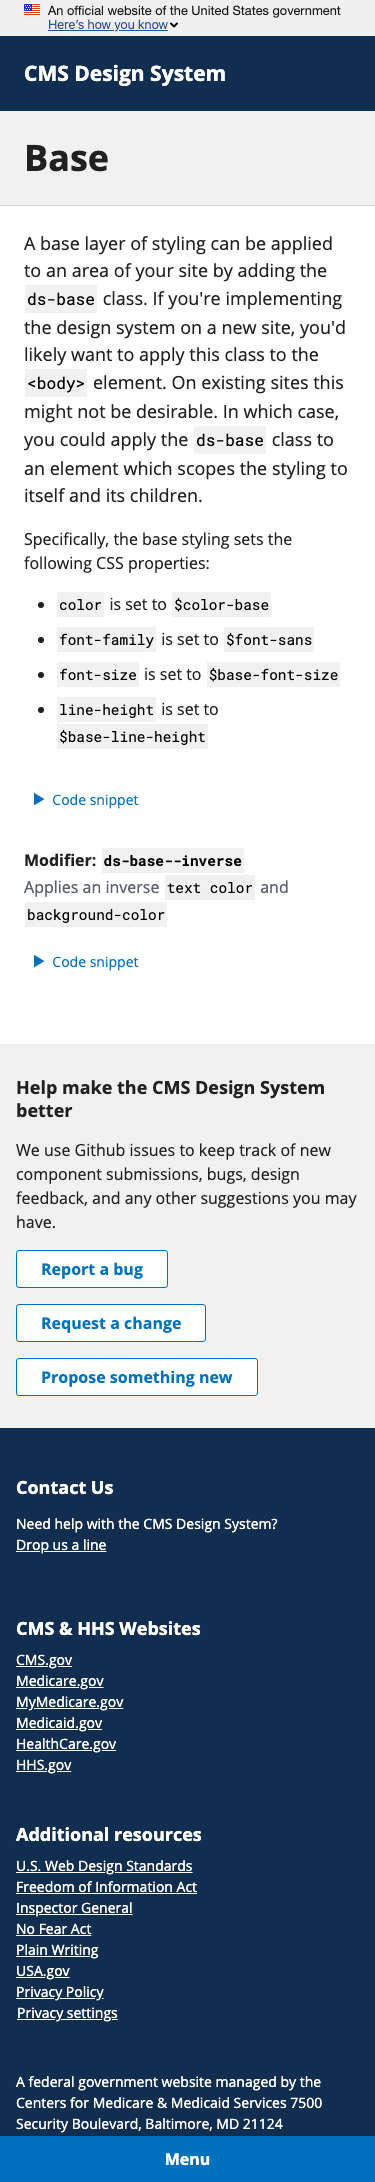 An official website of the United States government
Here's how you know
CMS Design System
Base
A base layer of styling can be applied
to an area of your site by adding the
ds-base class. If you're implementing
the design system on a new site, you'd
likely want to apply this class to the
<body> element. On existing sites this
might not be desirable. In which case,
you could apply the ds-base class to
an element which scopes the styling to
itself and its children.
Specifically, the base styling sets the
following CSS properties:
color is set to $color-base
font-family is set to $font-sans
font-size is set to $base-font-size
line-height is set to
$base-line-height
Code snippet
Modifier: ds-base--inverse
Applies an inverse text color and
background-color
Code snippet
Help make the CMS Design System
better
We use Github issues to keep track of new
component submissions, bugs, design
feedback, and any other suggestions you may
have.
Report a bug
Request a change
Propose something new
Contact Us
Need help with the CMS Design System?
Drop us a line
CMS & HHS Websites
CMS.gov
Medicare.gov
MyMedicare.gov
Medicaid.gov
HealthCare.gov
HHS.gov
Additional resources
U.S. Web Design Standards
Freedom of Information Act
Inspector General
No Fear Act
Plain Writing
USA.gov
Privacy Policy
Privacy settings
A federal government website managed by the
Centers for Medicare & Medicaid Services 7500
Security Boulevard, Baltimore, MD 21124
Menu